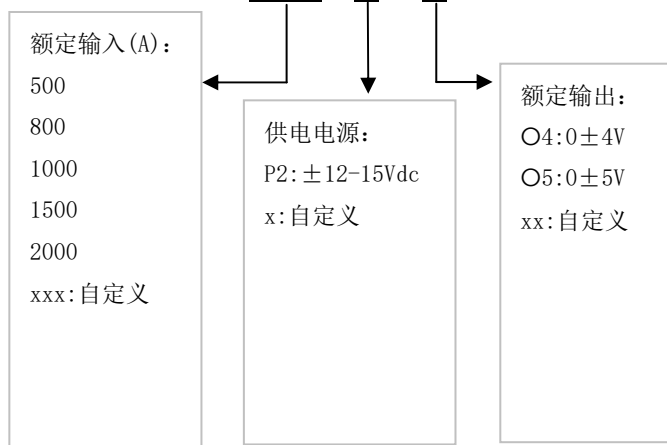 额定输入(A):
500
800
1000
1500
2000
xxx:自定义
供电电源:
P2:±12-15Vdc
x:自定义
额定输出:
O4:0±4V
O5:0±5V
xx:自定义